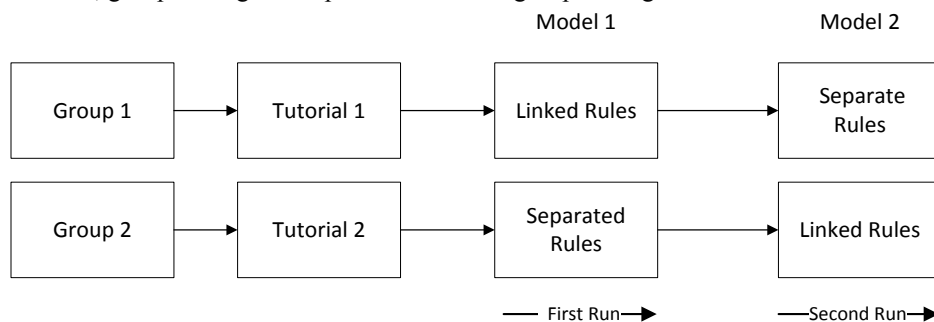 Model 1
Model 2
Group 1
Tutorial 1
Linked Rules
Separate
Rules
Group 2
Tutorial 2
Separated
Rules
Linked Rules
First Run
Second Run